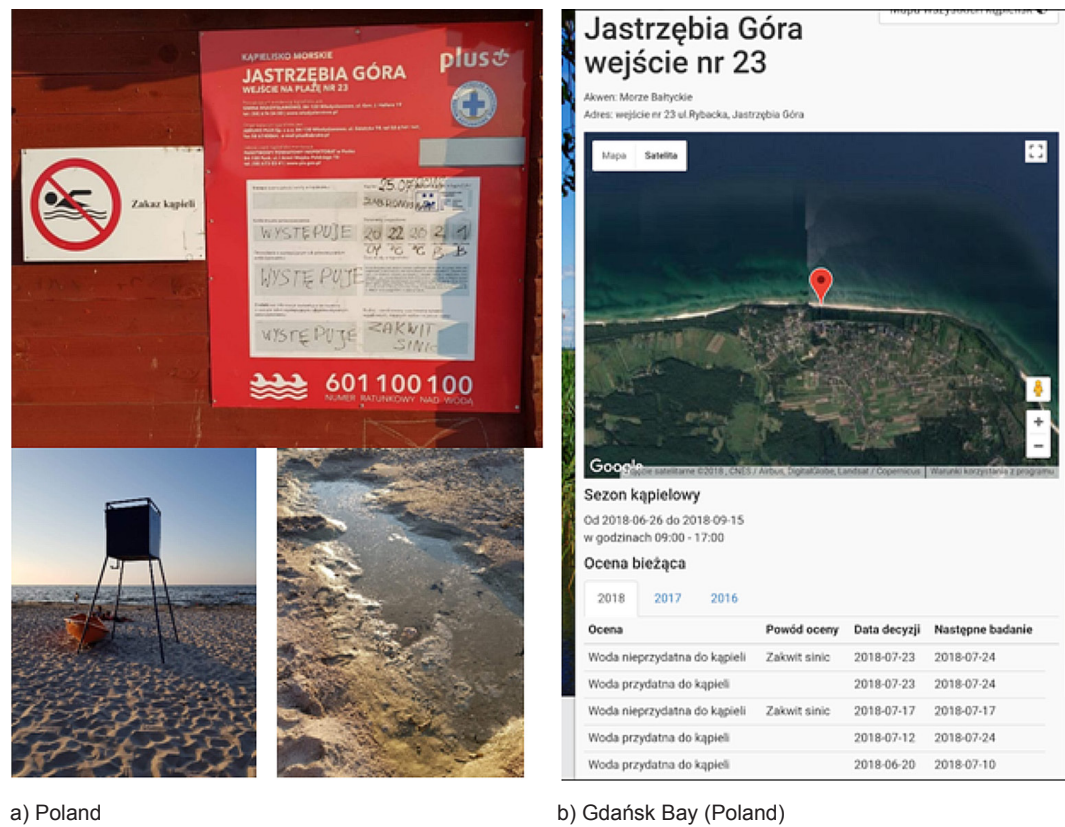 Zakaz kąpieli
KĄPIELISKO MORSKIE
JASTRZĘBIA GÓRA
WEJŚCIE NA PLAŻĘ NR 23
plus
25.07
WYSTĘPUJE
20 22 20 2 1
°C °C B B
WYSTĘPUJE
WYSTĘPUJE
ZAKWIT
SINIC
601 100 100
NUMER RATUNKOWY NAD WODĄ
a) Poland
Mapa wszystkich kąpielisk
Jastrzębia Góra
wejście nr 23
Akwen: Morze Bałtyckie
Adres: wejście nr 23 ul.Rybacka, Jastrzębia Góra
Mapa Satelita
Google
zdjęcie satelitarne ©2018 , CNES / Airbus, DigitalGlobe, Landsat / Copernicus Warunki korzystania z programu
Sezon kąpielowy
Od 2018-06-26 do 2018-09-15
w godzinach 09:00 - 17:00
Ocena bieżąca
2018 2017 2016
Ocena Powód oceny Data decyzji Następne badanie
Woda nieprzydatna do kąpieli Zakwit sinic 2018-07-23 2018-07-24
Woda przydatna do kąpieli 2018-07-23 2018-07-24
Woda nieprzydatna do kąpieli Zakwit sinic 2018-07-17 2018-07-17
Woda przydatna do kąpieli 2018-07-12 2018-07-24
Woda przydatna do kąpieli 2018-06-20 2018-07-10
b) Gdańsk Bay (Poland)